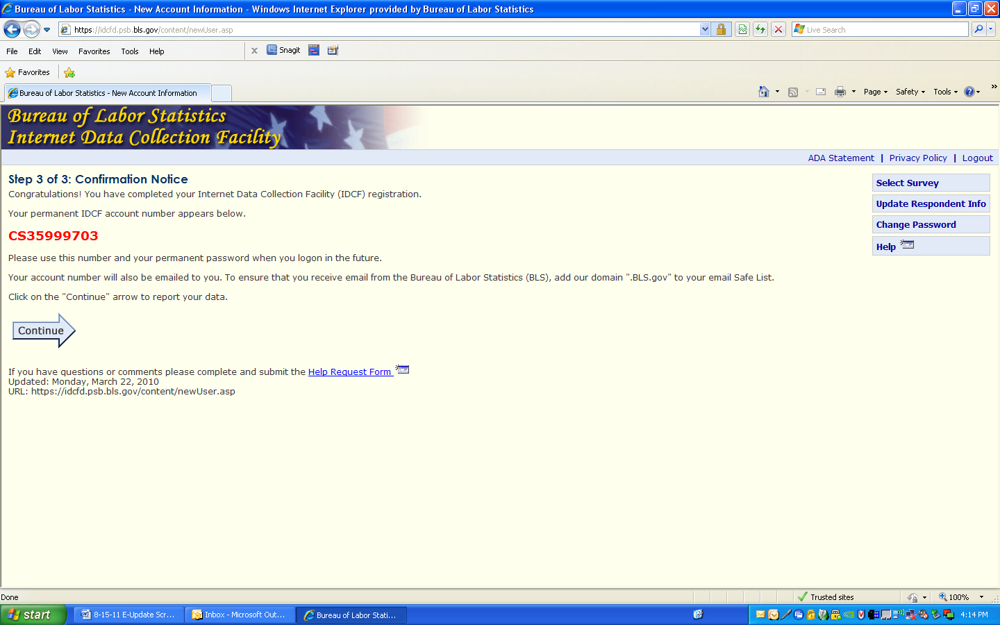 Bureau of Labor Statistics - New Account Information - Windows Internet Explorer provided by Bureau of Labor Statistics
https://idcfd.psb.bls.gov/content/newUser.asp
Live Search
File Edit View Favorites Tools Help
x Snagit
Favorites
Bureau of Labor Statistics - New Account Information
Page Safety Tools »
Bureau of Labor Statistics
Internet Data Collection Facility
ADA Statement | Privacy Policy | Logout
Step 3 of 3: Confirmation Notice
Congratulations! You have completed your Internet Data Collection Facility (IDCF) registration.
Your permanent IDCF account number appears below.
CS35999703
Please use this number and your permanent password when you logon in the future.
Your account number will also be emailed to you. To ensure that you receive email from the Bureau of Labor Statistics (BLS), add our domain ".BLS.gov" to your email Safe List.
Click on the "Continue" arrow to report your data.
Continue
If you have questions or comments please complete and submit the Help Request Form
Updated: Monday, March 22, 2010
URL: https://idcfd.psb.bls.gov/content/newUser.asp
Select Survey
Update Respondent Info
Change Password
Help
Done
Trusted sites
100%
start
8-15-11 E-Update Scr...
Inbox - Microsoft Out...
Bureau of Labor Stati...
4:14 PM